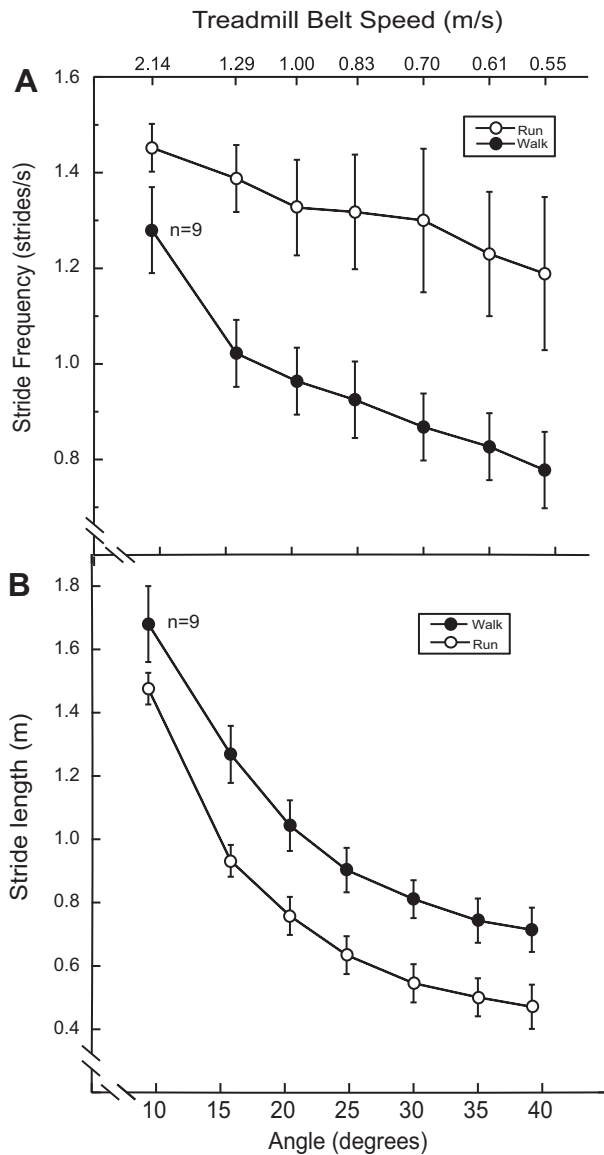 Treadmill Belt Speed (m/s)
2.14 1.29 1.00 0.83 0.70 0.61 0.55
A
1.6
1.4
1.2
1.0
0.8
Stride Frequency (strides/s)
n=9
Run
Walk
B
1.8
1.6
1.4
1.2
1.0
0.8
0.6
0.4
Stride length (m)
n=9
Walk
Run
10 15 20 25 30 35 40
Angle (degrees)